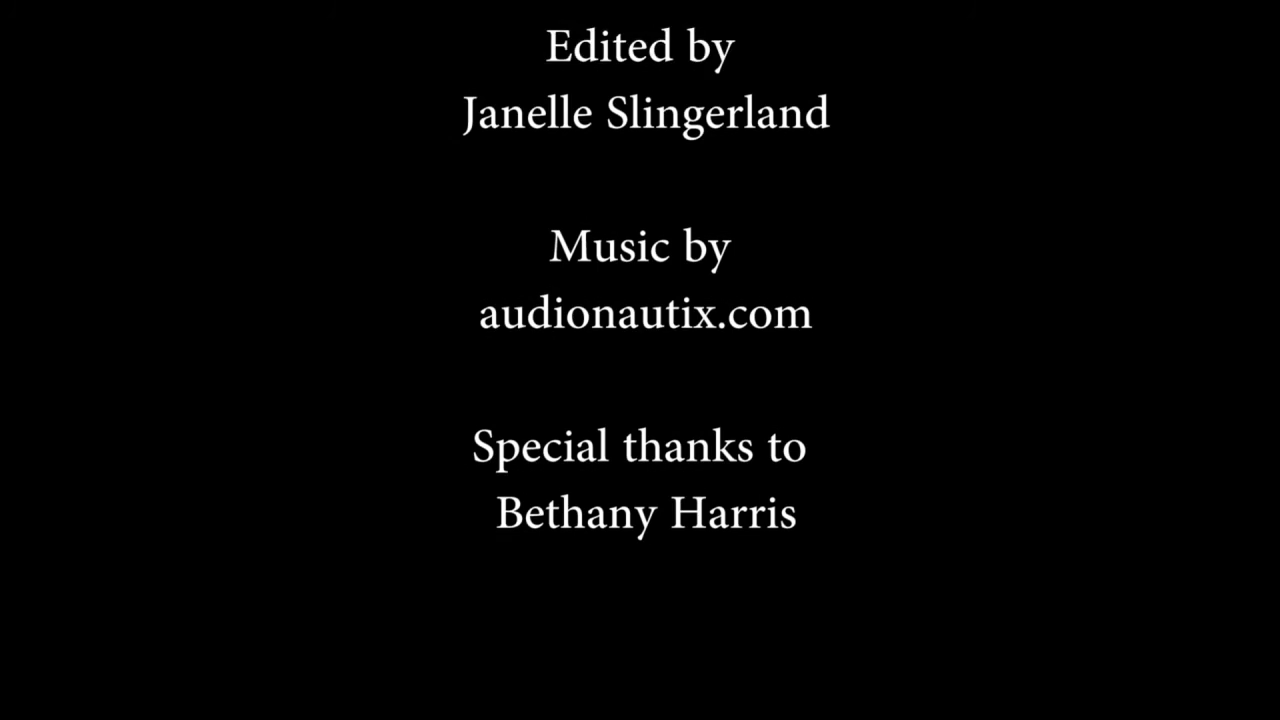 Edited by
Janelle Slingerland
Music by
audionautix.com
Special thanks to
Bethany Harris